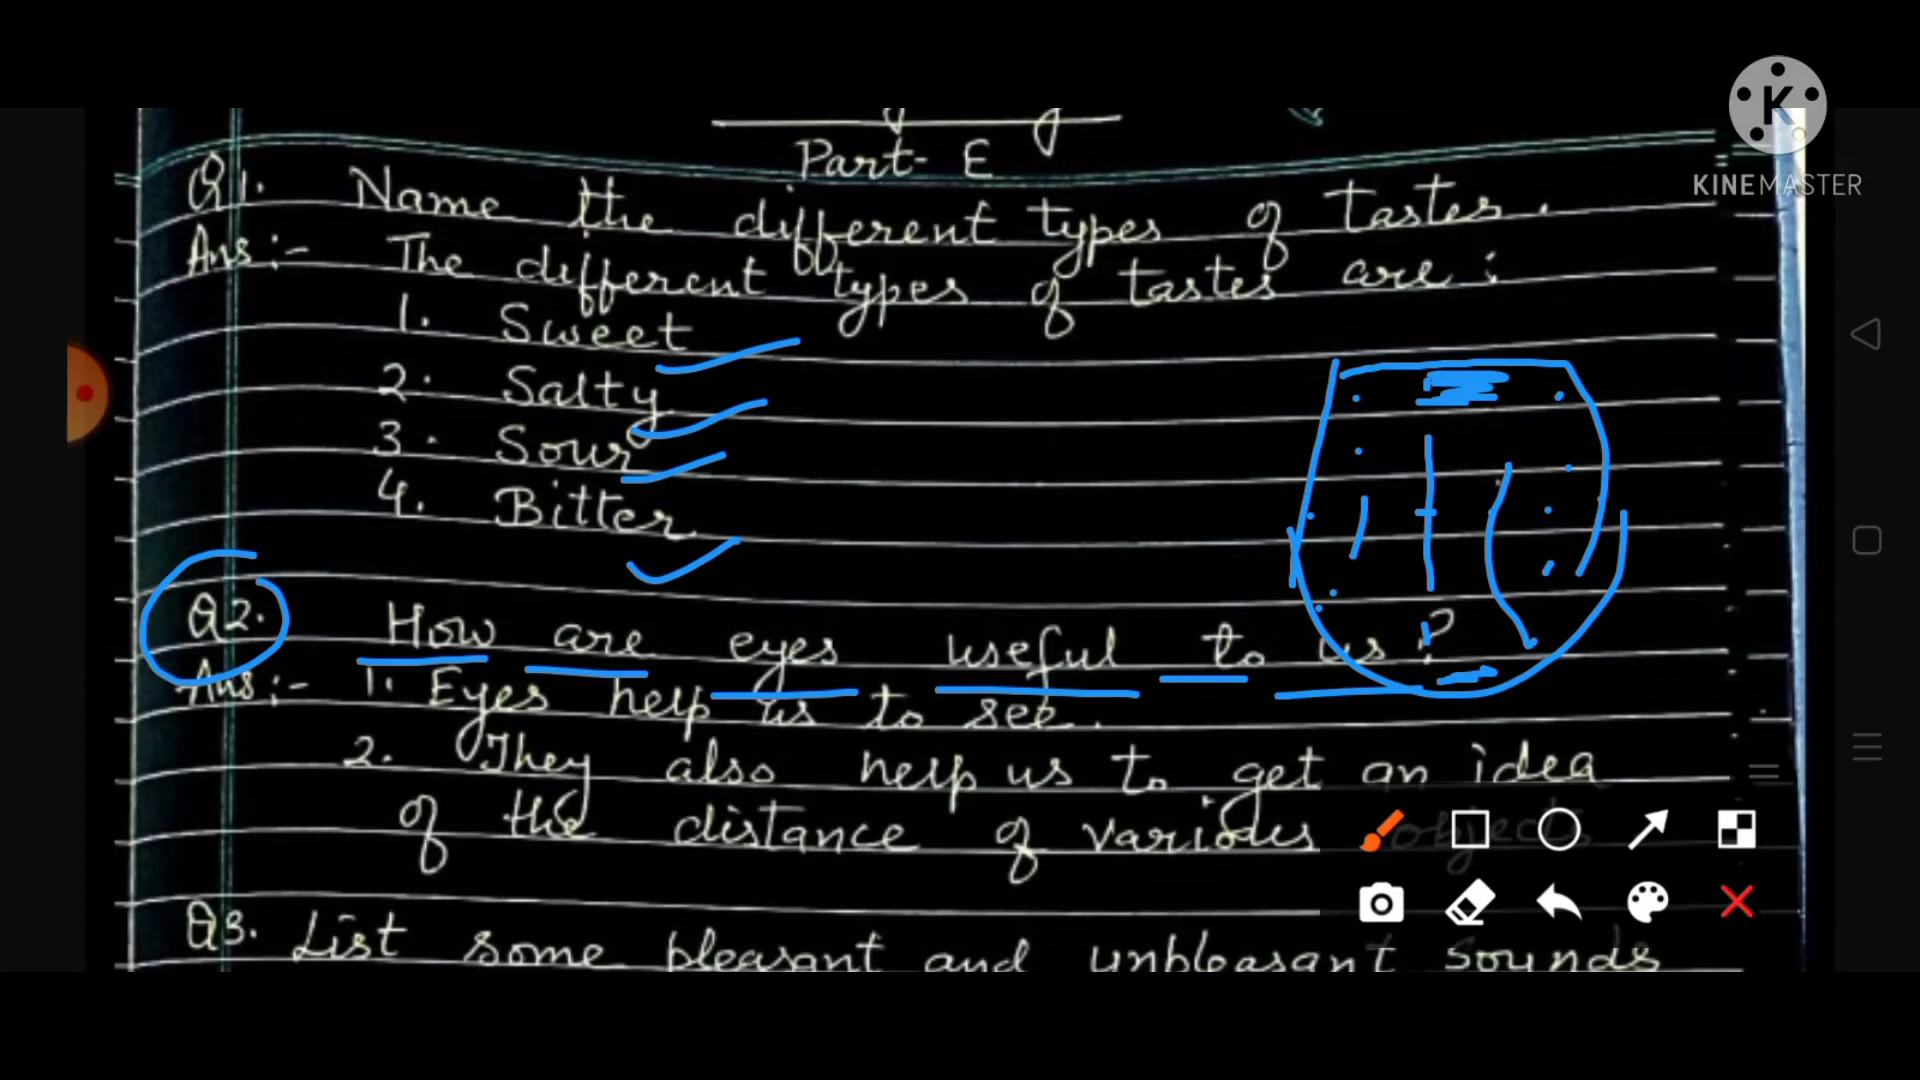 KINEMASTER
Part- E
Q1. Name the different types of tastes.
Ans:- The different types of tastes are:
1. Sweet
2. Salty
3. Sour
4. Bitter
Q2. How are eyes useful to us?
Ans:- 1. Eyes help us to see.
2. They also help us to get an idea
of the distance of various objects
Q3. List some pleasant and unpleasant sounds